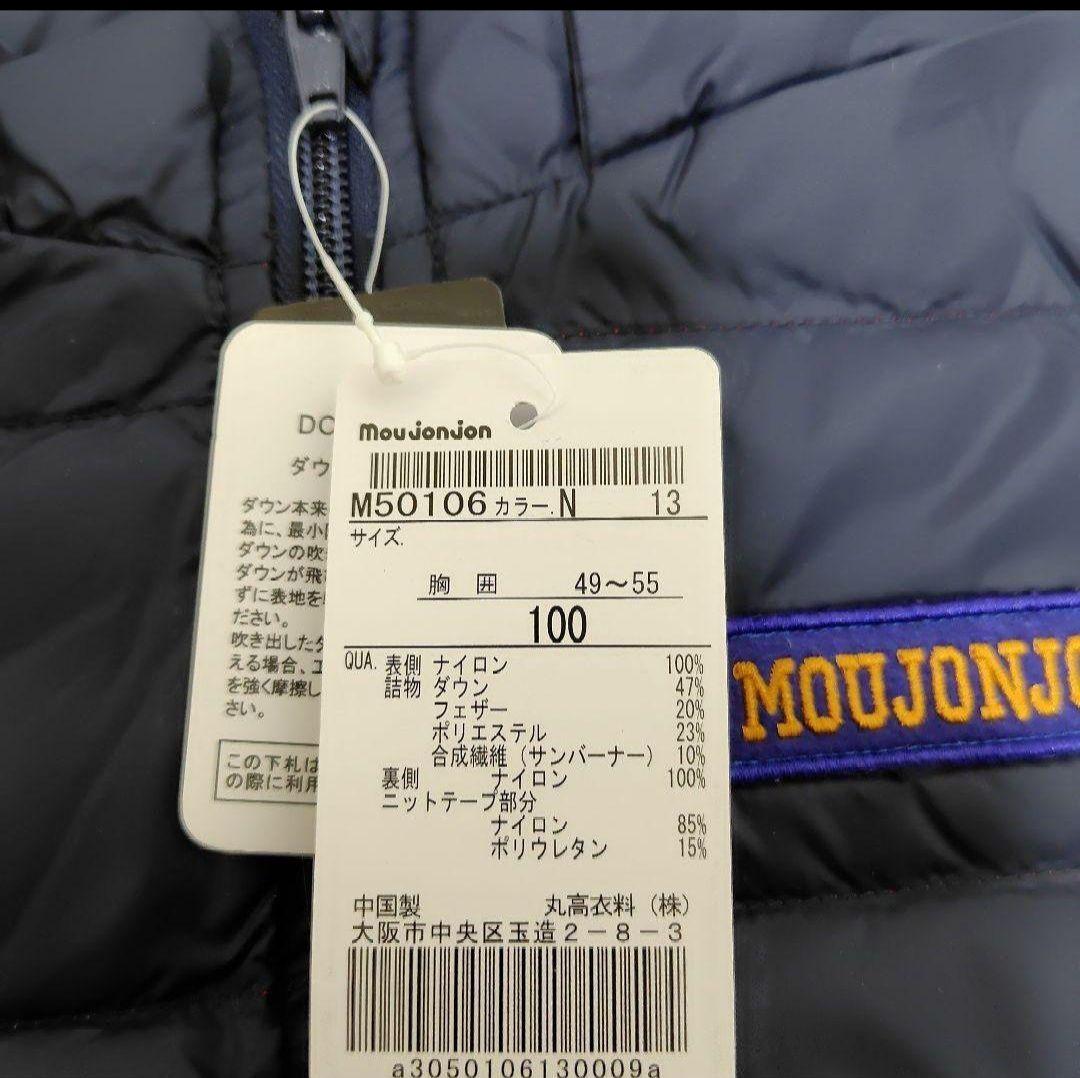 moujonjon
M50106 カラー. N 13
サイズ.
胸 囲 49～55
100
QUA. 表側 ナイロン 100%
詰物 ダウン 47%
フェザー 20%
ポリエステル 23%
合成繊維（サンバーナー） 10%
裏側 ナイロン 100%
ニットテープ部分
ナイロン 85%
ポリウレタン 15%
中国製 丸高衣料（株）
大阪市中央区玉造２－８－３
a3050106130009a
DO
ダウ
ダウン本来
為に、最小
ダウンの吹
ダウンが飛
ずに表地を
ださい。
吹き出したダ
える場合、エ
を強く摩擦し
さい。
この下札は
の際に利用
MOUJONJO